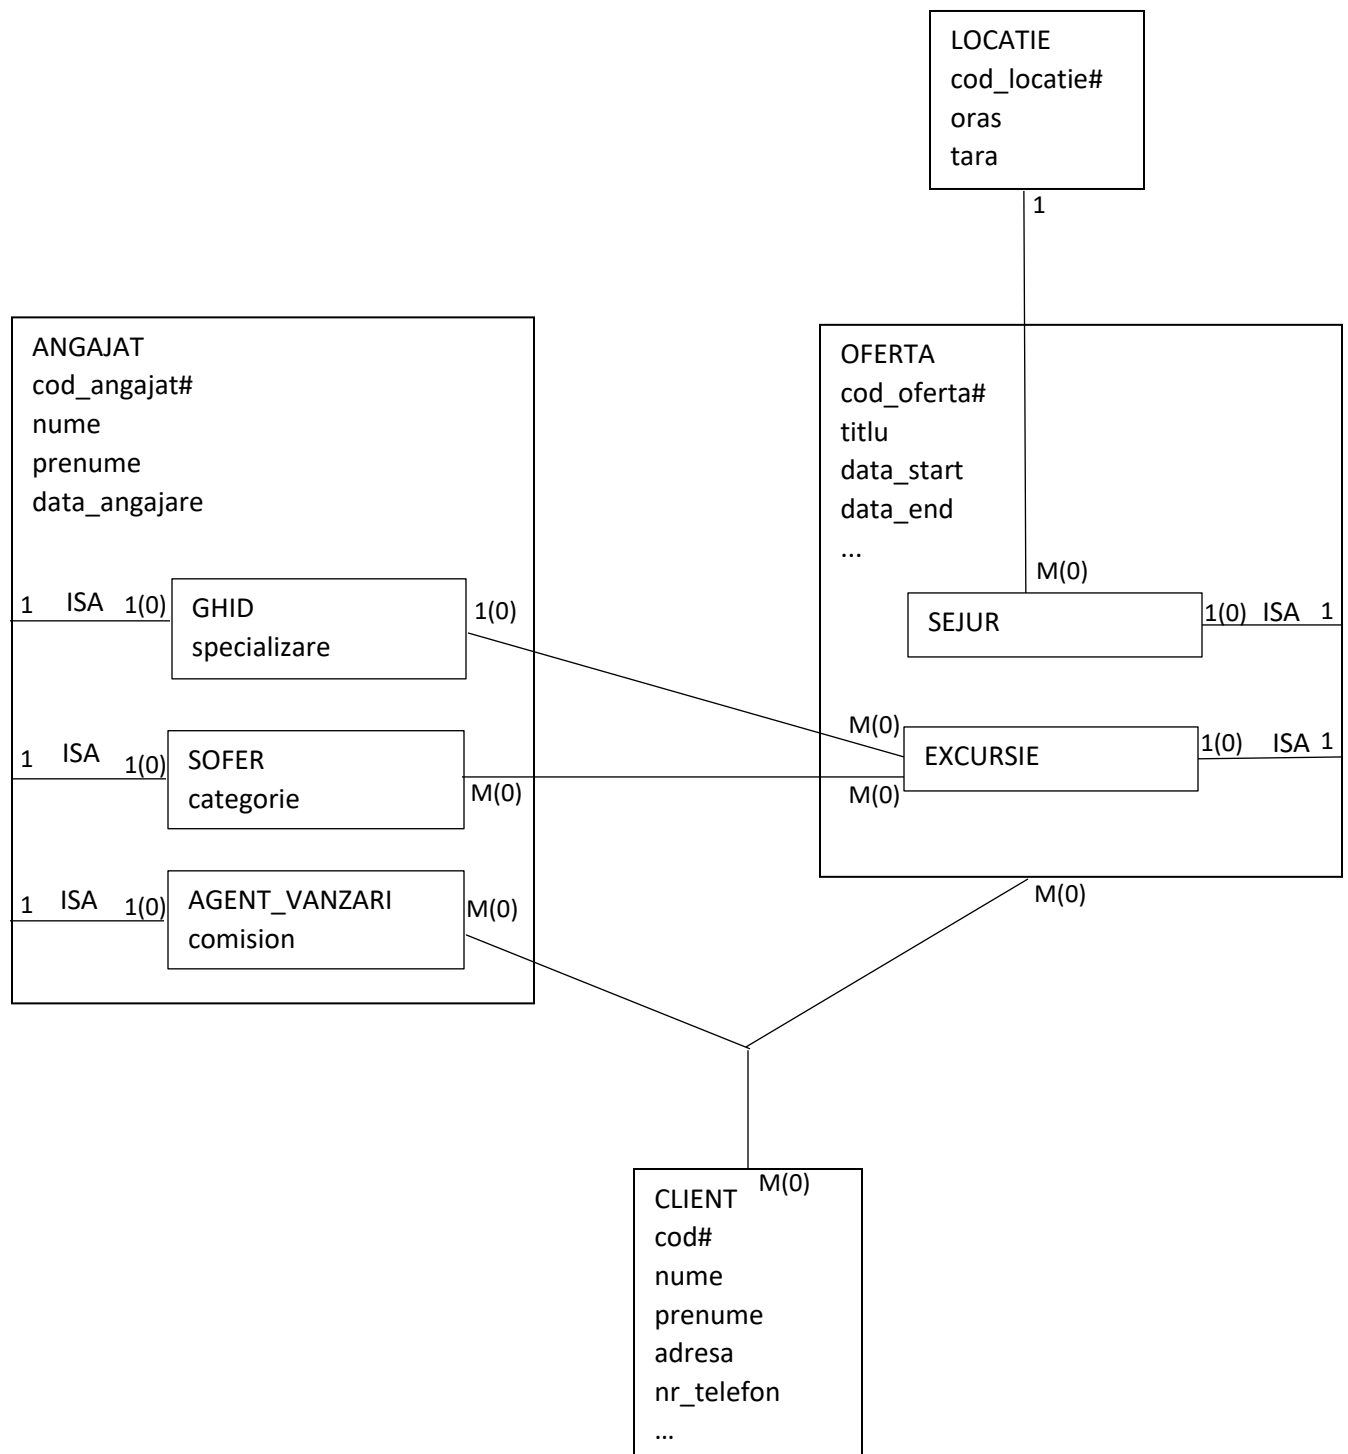 LOCATIE
cod_locatie#
oras
tara
1
ANGAJAT
cod_angajat#
nume
prenume
data_angajare
OFERTA
cod_oferta#
titlu
data_start
data_end
...
M(0)
1 ISA 1(0)
GHID
specializare
1(0)
SEJUR
1(0) ISA 1
M(0)
1 ISA 1(0)
SOFER
categorie
M(0)
M(0)
EXCURSIE
1(0) ISA 1
1 ISA 1(0)
AGENT_VANZARI
comision
M(0)
M(0)
M(0)
CLIENT
cod#
nume
prenume
adresa
nr_telefon
...